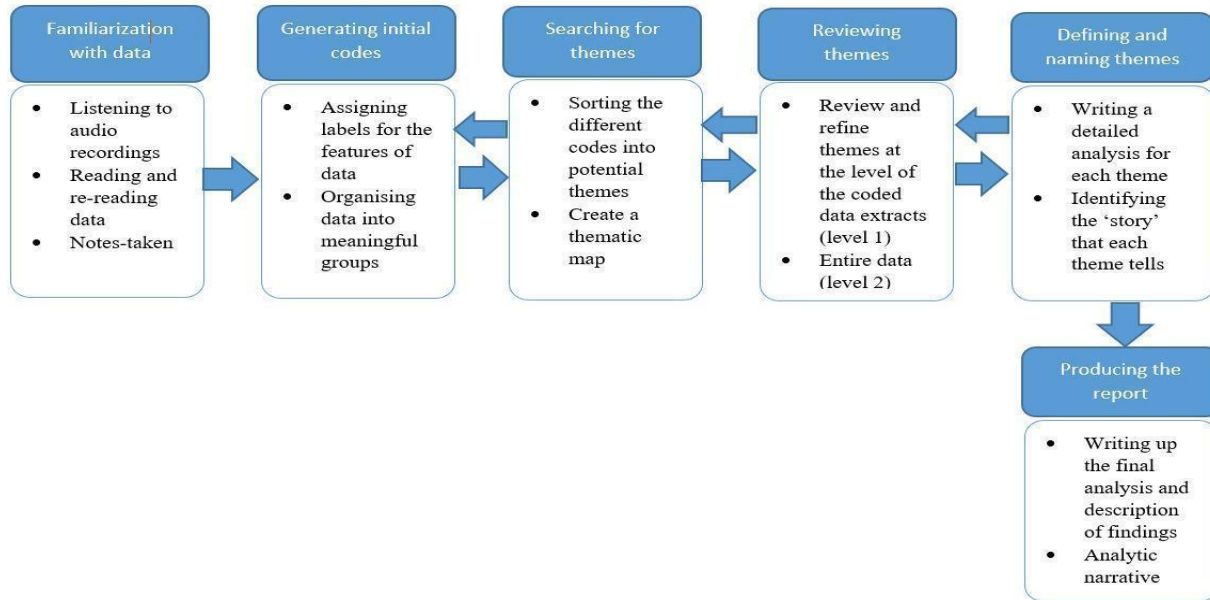 Familiarization
with data
• Listening to
audio
recordings
• Reading and
re-reading
data
• Notes-taken
Generating initial
codes
• Assigning
labels for the
features of
data
• Organising
data into
meaningful
groups
Searching for
themes
• Sorting the
different
codes into
potential
themes
• Create a
thematic
map
Reviewing
themes
• Review and
refine
themes at
the level of
the coded
data extracts
(level 1)
• Entire data
(level 2)
Defining and
naming themes
• Writing a
detailed
analysis for
each theme
• Identifying
the ‘story’
that each
theme tells
Producing the
report
• Writing up
the final
analysis and
description
of findings
• Analytic
narrative